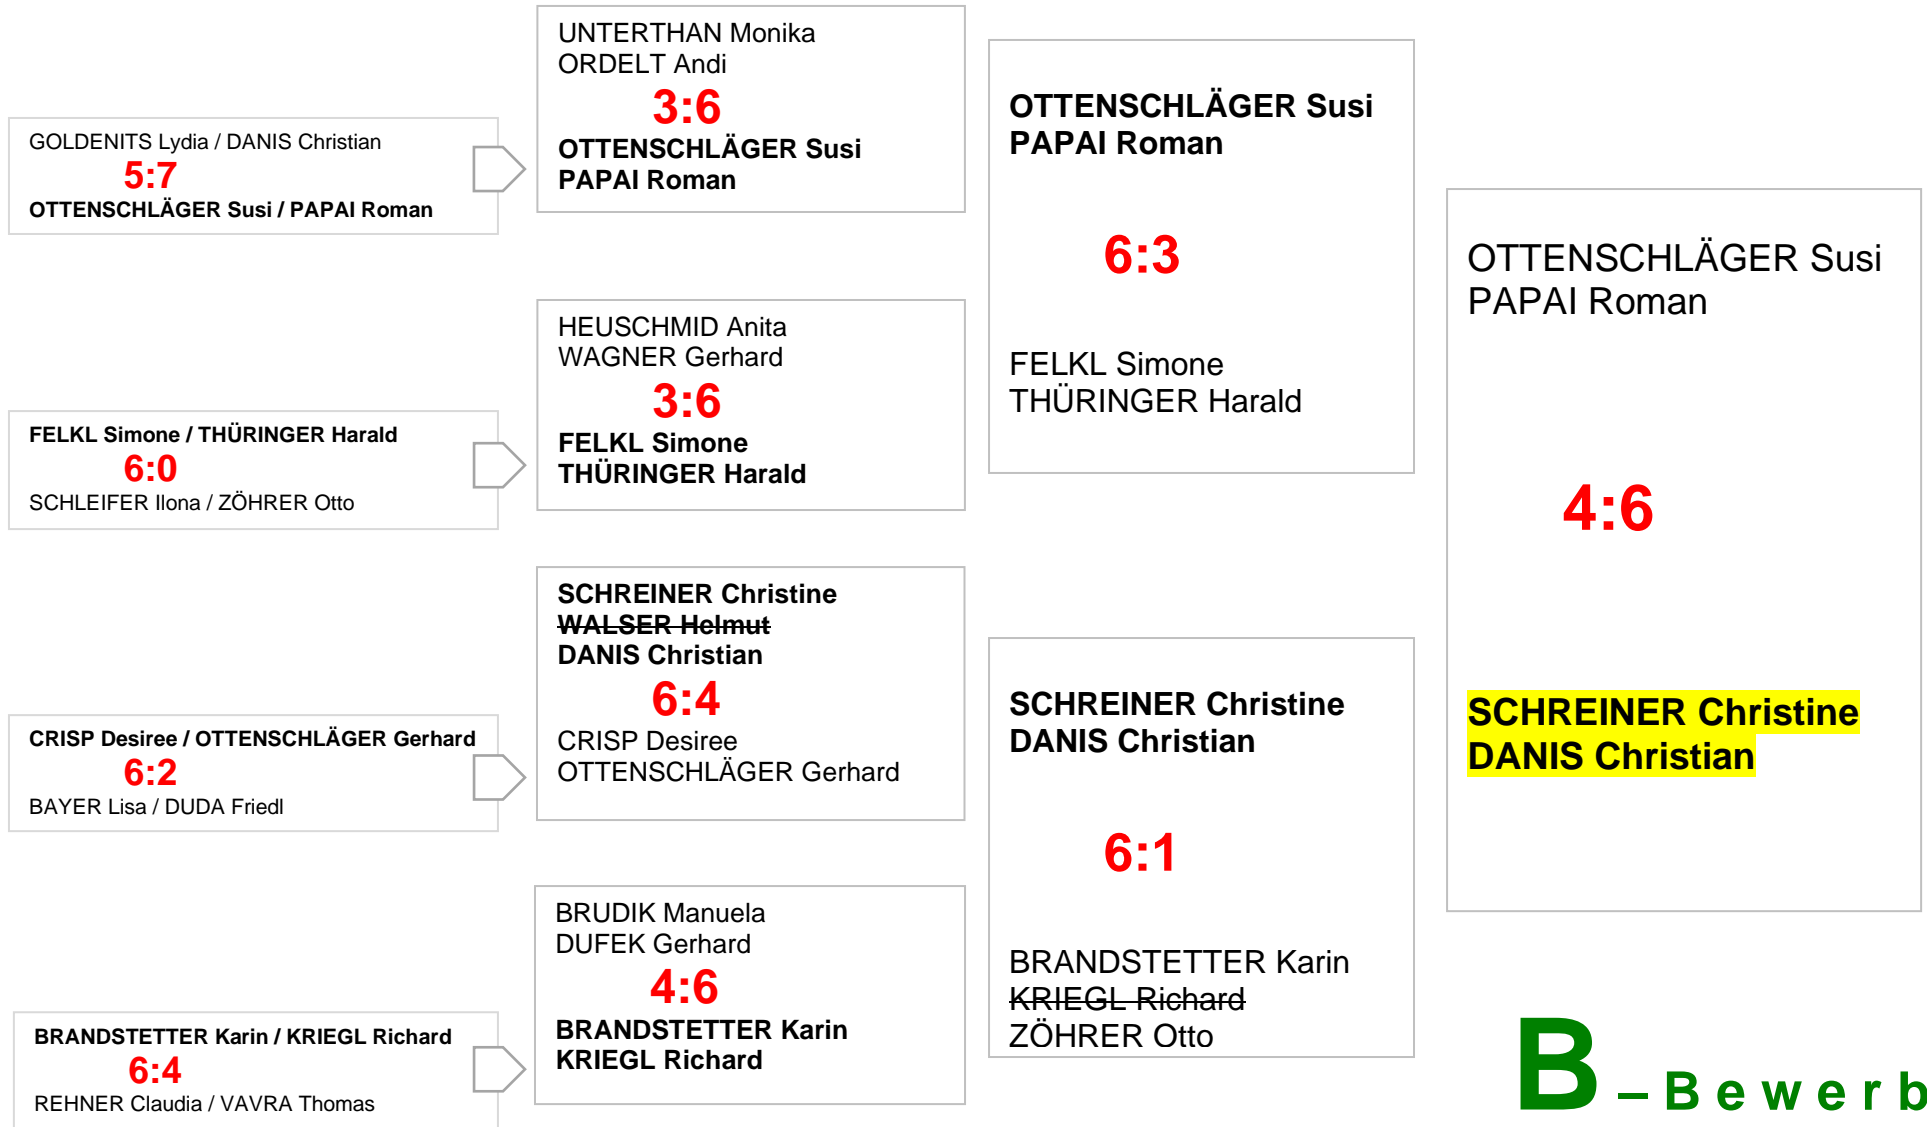 GOLDENITS Lydia / DANIS Christian
5:7
OTTENSCHLÄGER Susi / PAPAI Roman
FELKL Simone / THÜRINGER Harald
6:0
SCHLEIFER Ilona / ZÖHRER Otto
CRISP Desiree / OTTENSCHLÄGER Gerhard
6:2
BAYER Lisa / DUDA Friedl
BRANDSTETTER Karin / KRIEGL Richard
6:4
REHNER Claudia / VAVRA Thomas
UNTERTHAN Monika
ORDELT Andi
3:6
OTTENSCHLÄGER Susi
PAPAI Roman
HEUSCHMID Anita
WAGNER Gerhard
3:6
FELKL Simone
THÜRINGER Harald
SCHREINER Christine
WALSER Helmut
DANIS Christian
6:4
CRISP Desiree
OTTENSCHLÄGER Gerhard
BRUDIK Manuela
DUFEK Gerhard
4:6
BRANDSTETTER Karin
KRIEGL Richard
OTTENSCHLÄGER Susi
PAPAI Roman
6:3
FELKL Simone
THÜRINGER Harald
SCHREINER Christine
DANIS Christian
6:1
BRANDSTETTER Karin
KRIEGL Richard
ZÖHRER Otto
OTTENSCHLÄGER Susi
PAPAI Roman
4:6
SCHREINER Christine
DANIS Christian
B – B e w e r b